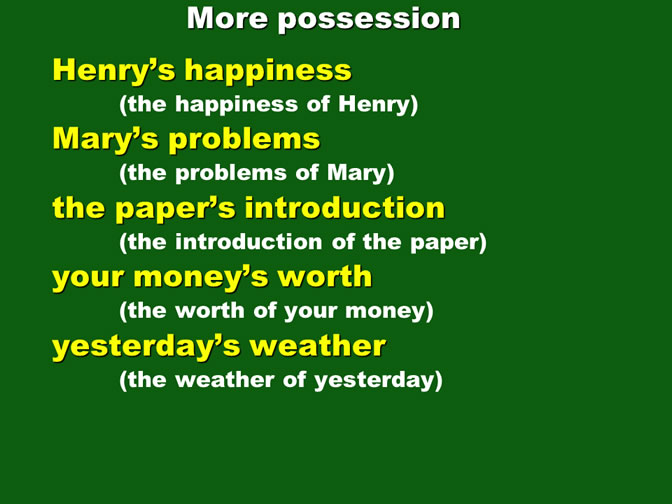 More possession
Henry’s happiness
(the happiness of Henry)
Mary’s problems
(the problems of Mary)
the paper’s introduction
(the introduction of the paper)
your money’s worth
(the worth of your money)
yesterday’s weather
(the weather of yesterday)